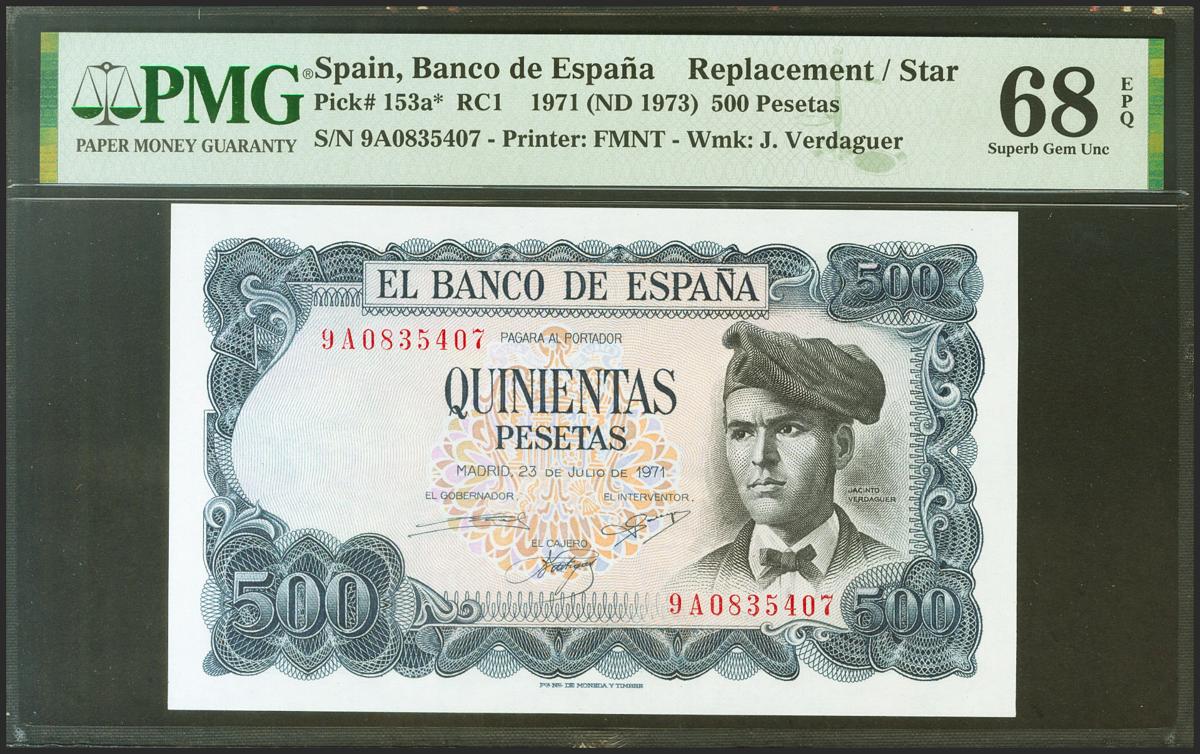 PMG®
PAPER MONEY GUARANTY
Spain, Banco de España Replacement / Star
Pick# 153a* RC1 1971 (ND 1973) 500 Pesetas
S/N 9A0835407 - Printer: FMNT - Wmk: J. Verdaguer
68
EPQ
Superb Gem Unc
EL BANCO DE ESPAÑA
500
9A0835407
PAGARA AL PORTADOR
QUINIENTAS
PESETAS
MADRID, 23 DE JULIO DE 1971
EL GOBERNADOR,
EL INTERVENTOR,
JACINTO
VERDAGUER
EL CAJERO,
500
9A0835407
500